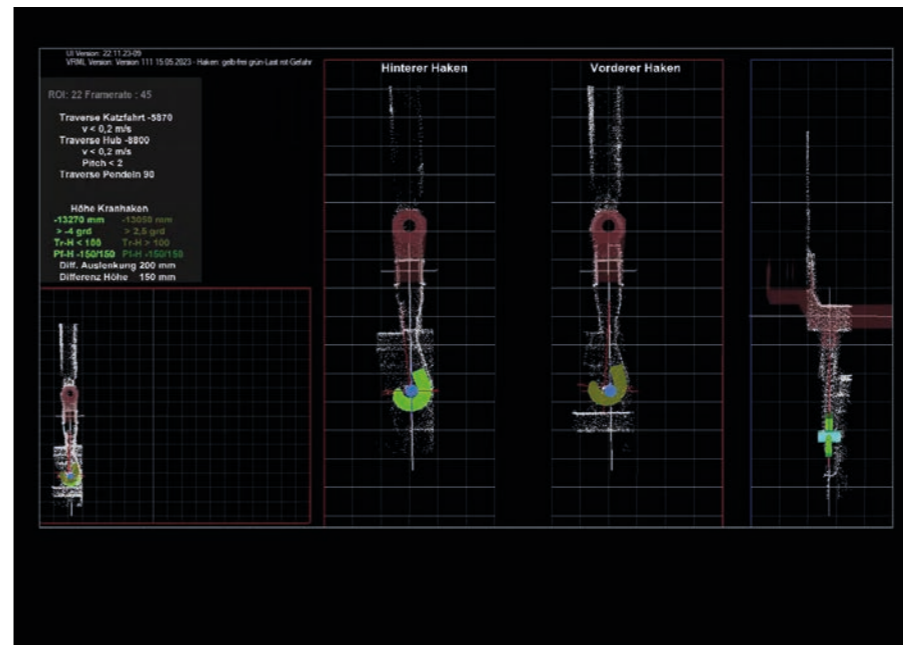 UI Version: 22.11.23-09
VRML Version: Version 111 15.05.2023 - Haken: gelb-frei grün-Last rot-Gefahr
ROI: 22 Framerate : 45
Traverse Katzfahrt -5870
v < 0,2 m/s
Traverse Hub -8800
v < 0,2 m/s
Pitch < 2
Traverse Pendeln 90
Höhe Kranhaken
-13270 mm -13050 mm
> -4 grd > 2,5 grd
Tr-H < 100 Tr-H > 100
Pf-H -150/150 Pf-H -150/150
Diff. Auslenkung 200 mm
Differenz Höhe 150 mm
Hinterer Haken
Vorderer Haken